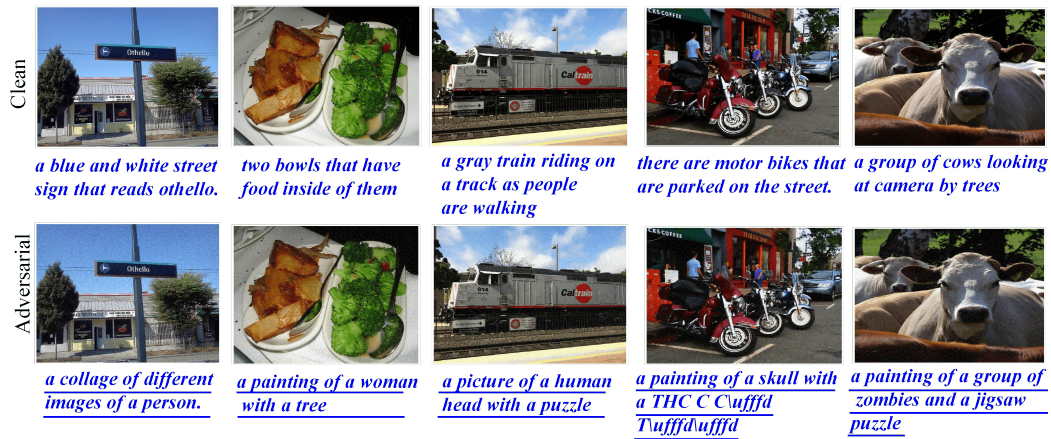 Clean
Othello
914
Caltrain
CKS COFFEE
a blue and white street
sign that reads othello.
two bowls that have
food inside of them
a gray train riding on
a track as people
are walking
there are motor bikes that
are parked on the street.
a group of cows looking
at camera by trees
Adversarial
Othello
914
Caltrain
CKS COFFEE
a collage of different
images of a person.
a painting of a woman
with a tree
a picture of a human
head with a puzzle
a painting of a skull with
a THC C C\ufffd
T\ufffd\ufffd
a painting of a group of
zombies and a jigsaw
puzzle